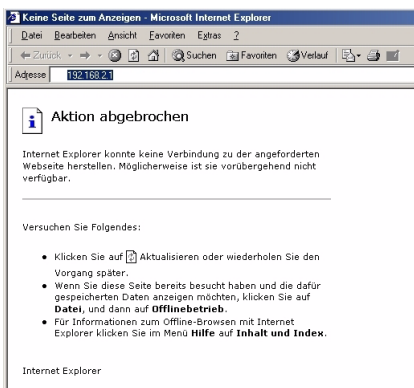 Keine Seite zum Anzeigen - Microsoft Internet Explorer
Datei Bearbeiten Ansicht Favoriten Extras ?
Zurück Suchen Favoriten Verlauf
Adresse 192.168.2.1
Aktion abgebrochen
Internet Explorer konnte keine Verbindung zu der angeforderten
Webseite herstellen. Möglicherweise ist sie vorübergehend nicht
verfügbar.
Versuchen Sie Folgendes:
Klicken Sie auf Aktualisieren oder wiederholen Sie den
Vorgang später.
Wenn Sie diese Seite bereits besucht haben und die dafür
gespeicherten Daten anzeigen möchten, klicken Sie auf
Datei, und dann auf Offlinebetrieb.
Für Informationen zum Offline-Browsen mit Internet
Explorer klicken Sie im Menü Hilfe auf Inhalt und Index.
Internet Explorer